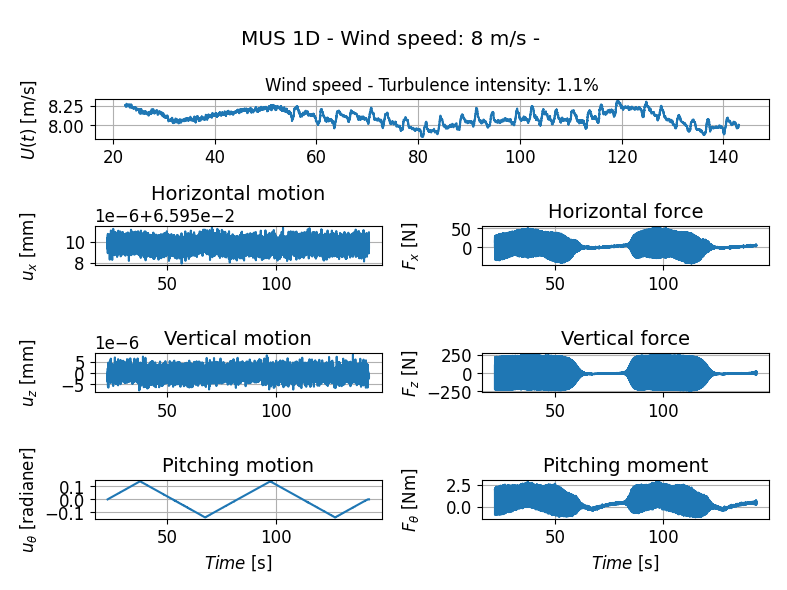 MUS 1D - Wind speed: 8 m/s -
Wind speed - Turbulence intensity: 1.1%
U(t) [m/s]
8.25
8.00
20 40 60 80 100 120 140
Horizontal motion
1e-6+6.595e-2
u_x [mm]
10
8
50 100
Horizontal force
F_x [N]
50
0
50 100
Vertical motion
1e-6
u_z [mm]
5
0
−5
50 100
Vertical force
F_z [N]
250
0
−250
50 100
Pitching motion
u_θ [radianer]
0.1
0.0
−0.1
50 100
Time [s]
Pitching moment
F_θ [Nm]
2.5
0.0
50 100
Time [s]